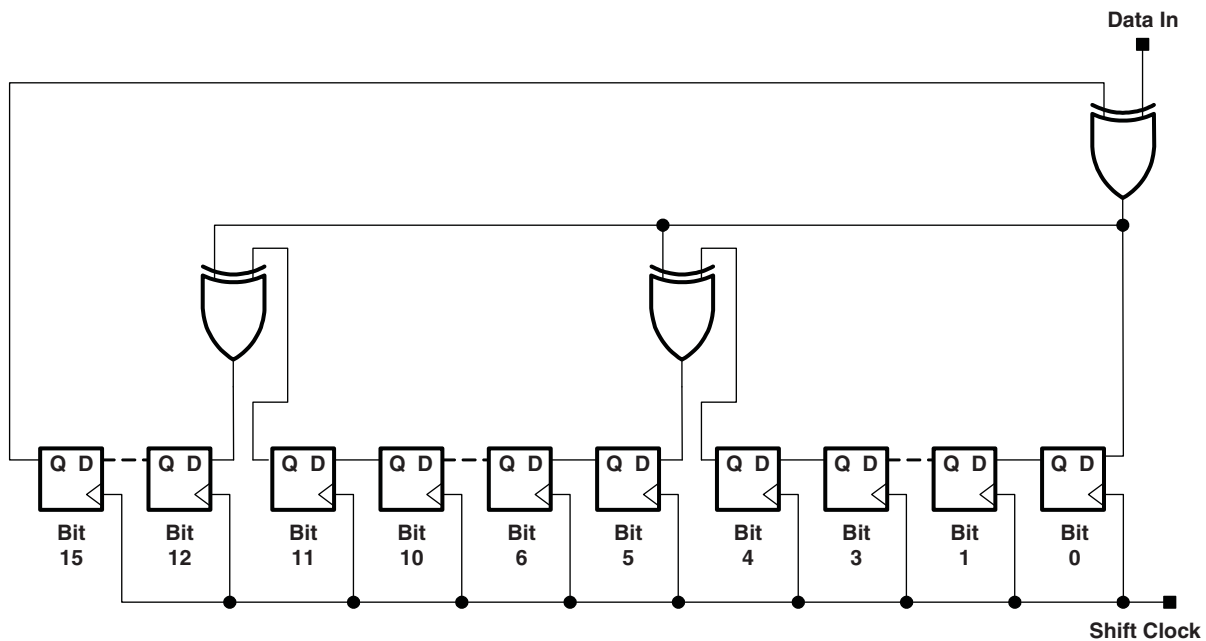 Data In
Q D Q D Q D Q D Q D Q D Q D Q D Q D Q D
Bit 15
Bit 12
Bit 11
Bit 10
Bit 6
Bit 5
Bit 4
Bit 3
Bit 1
Bit 0
Shift Clock